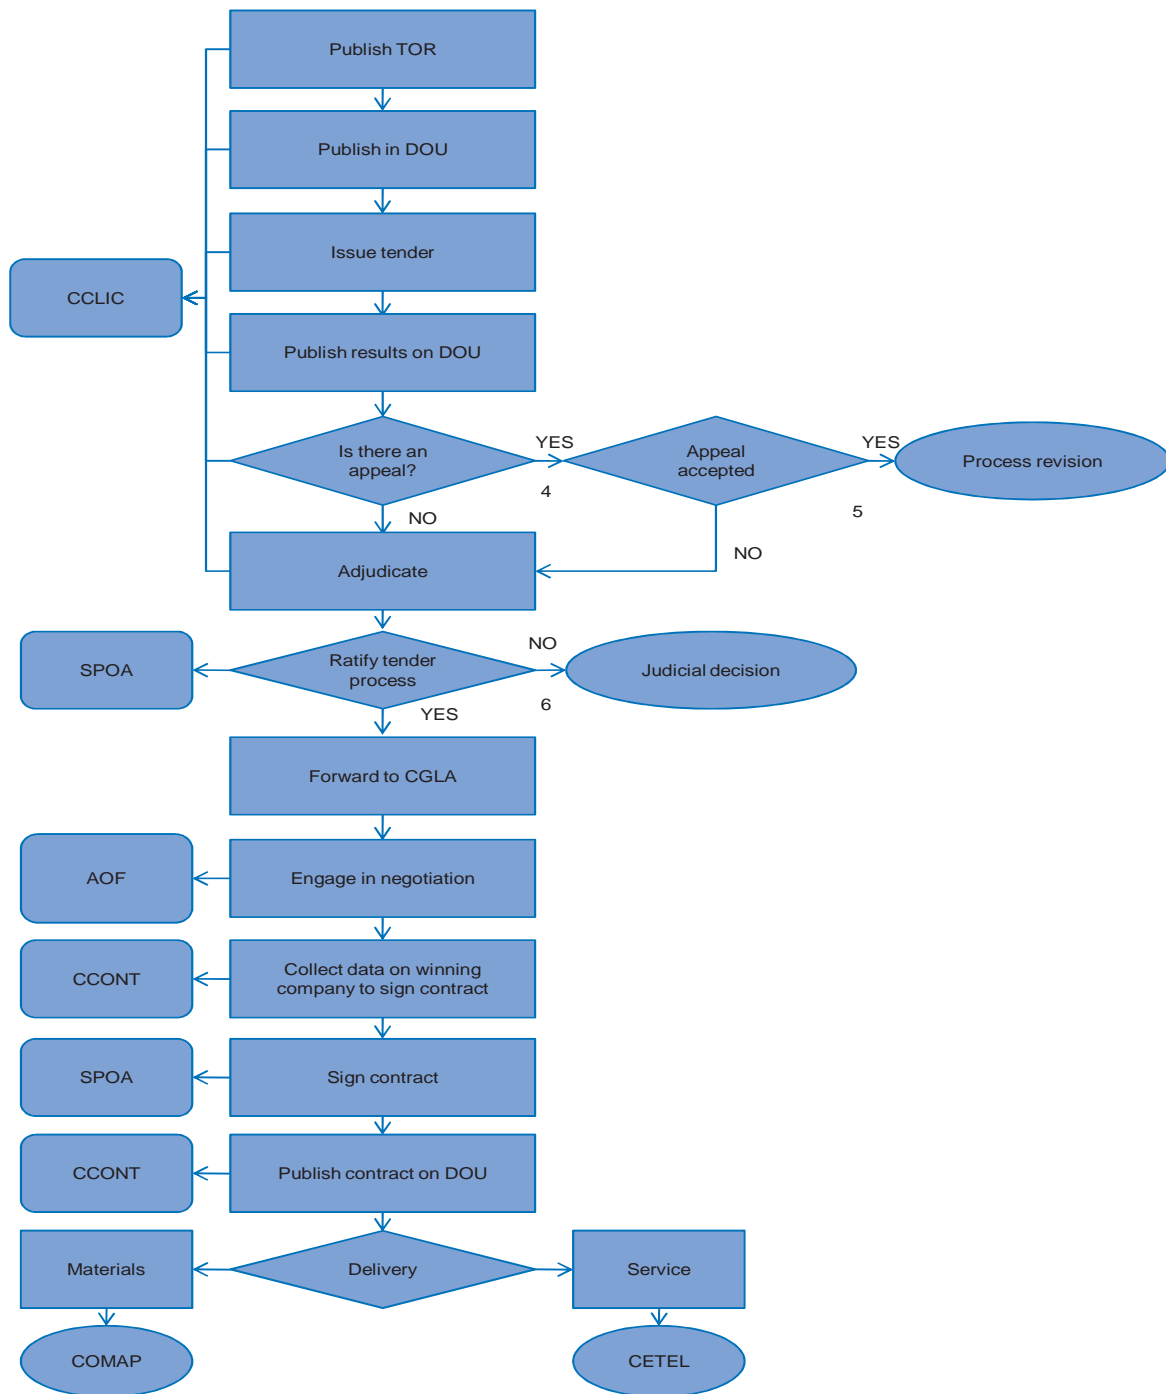 Publish TOR
Publish in DOU
Issue tender
CCLIC
Publish results on DOU
Is there an
appeal?
YES
4
Appeal
accepted
YES
5
Process revision
NO
NO
Adjudicate
SPOA
Ratify tender
process
NO
6
Judicial decision
YES
Forward to CGLA
AOF
Engage in negotiation
CCONT
Collect data on winning
company to sign contract
SPOA
Sign contract
CCONT
Publish contract on DOU
Materials
Delivery
Service
COMAP
CETEL